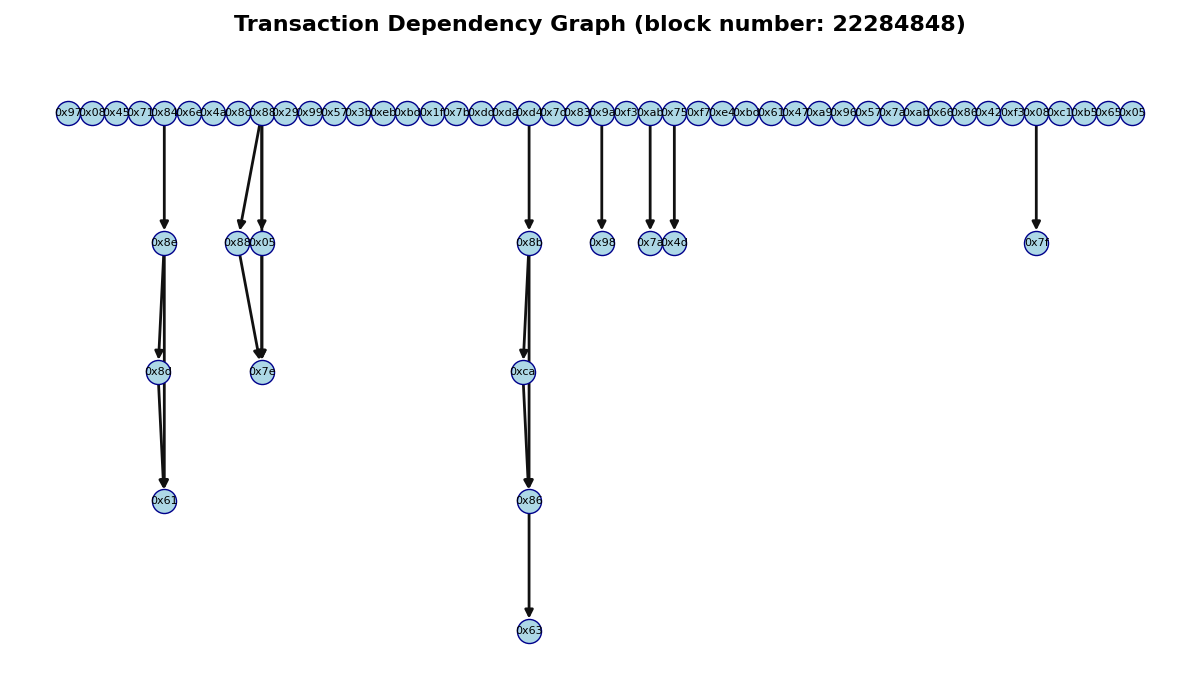 Transaction Dependency Graph (block number: 22284848)
0x97 0x08 0x45 0x71 0x84 0x6e 0x4a 0x8c 0x88 0x29 0x99 0x57 0x3b 0xeb 0x1f 0x7b 0xdc 0xda 0xd4 0x7c 0x83 0x9a 0xf3 0xab 0x75 0xf7 0xe4 0x61 0x47 0xa9 0x57 0x7a 0xab 0x66 0x86 0x42 0xf3 0x08 0xc1 0xb5 0x65 0x05
0x8e 0x88 0x05 0x8b 0x98 0x7a 0x4d 0x7f
0x8d 0x7e 0xca
0x61 0x86
0x63